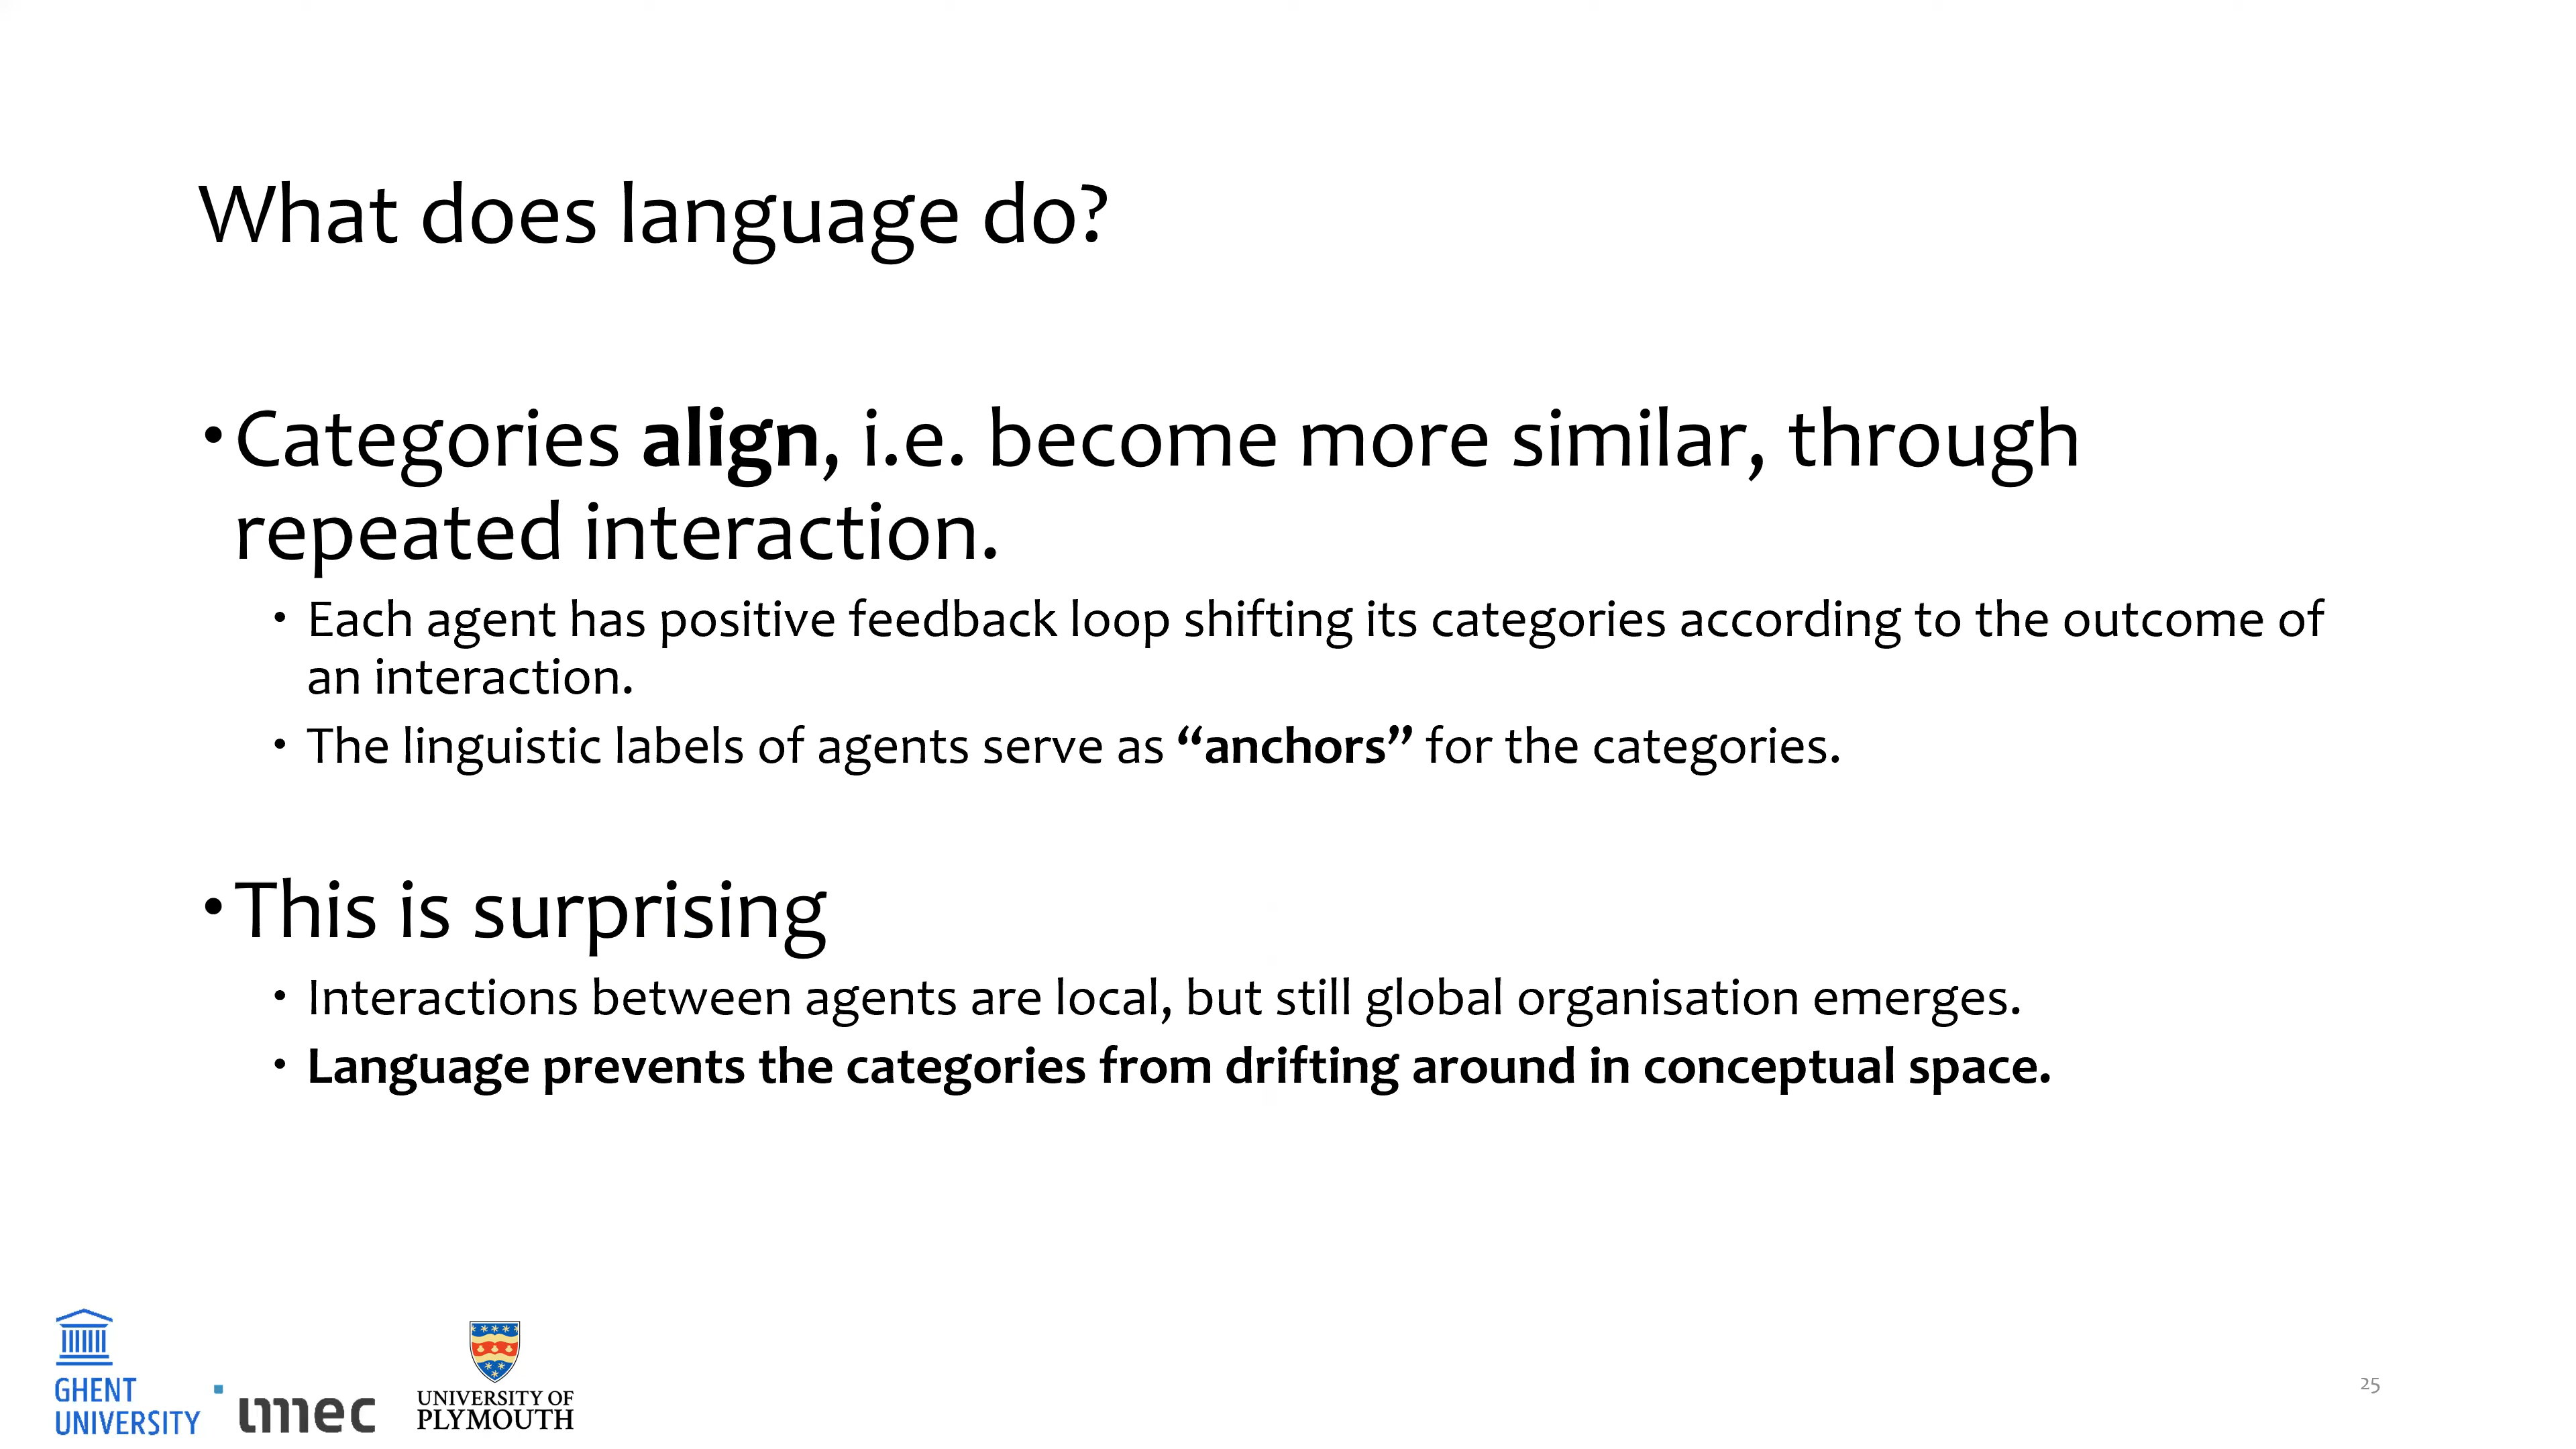 What does language do?
• Categories align, i.e. become more similar, through
repeated interaction.
• Each agent has positive feedback loop shifting its categories according to the outcome of
an interaction.
• The linguistic labels of agents serve as “anchors” for the categories.
• This is surprising
• Interactions between agents are local, but still global organisation emerges.
• Language prevents the categories from drifting around in conceptual space.
GHENT
UNIVERSITY
imec
UNIVERSITY OF
PLYMOUTH
25